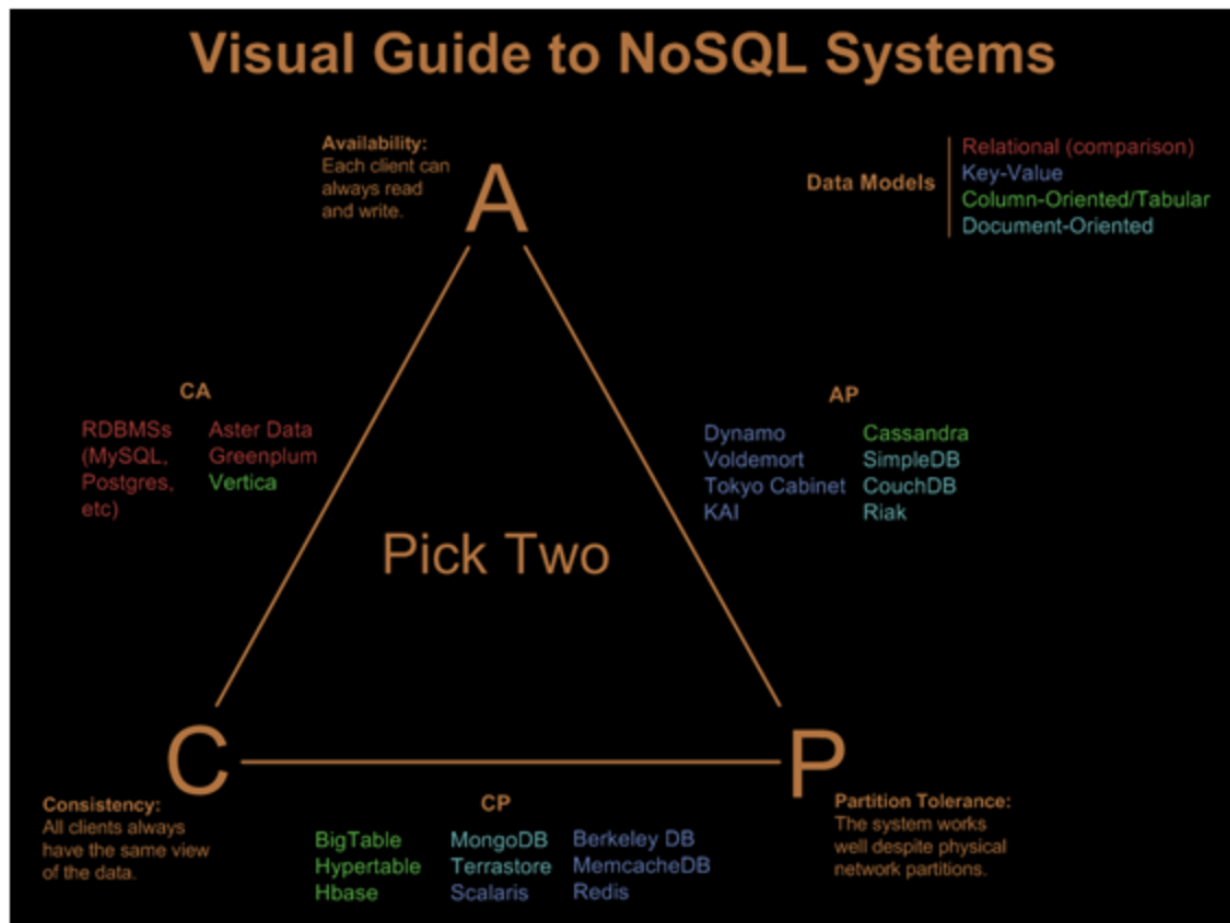 Visual Guide to NoSQL Systems
Availability:
Each client can
always read
and write.
A
Data Models
Relational (comparison)
Key-Value
Column-Oriented/Tabular
Document-Oriented
CA
RDBMSs
(MySQL,
Postgres,
etc)
Aster Data
Greenplum
Vertica
AP
Dynamo
Voldemort
Tokyo Cabinet
KAI
Cassandra
SimpleDB
CouchDB
Riak
Pick Two
C
Consistency:
All clients always
have the same view
of the data.
CP
BigTable
Hypertable
Hbase
MongoDB
Terrastore
Scalaris
Berkeley DB
MemcacheDB
Redis
P
Partition Tolerance:
The system works
well despite physical
network partitions.